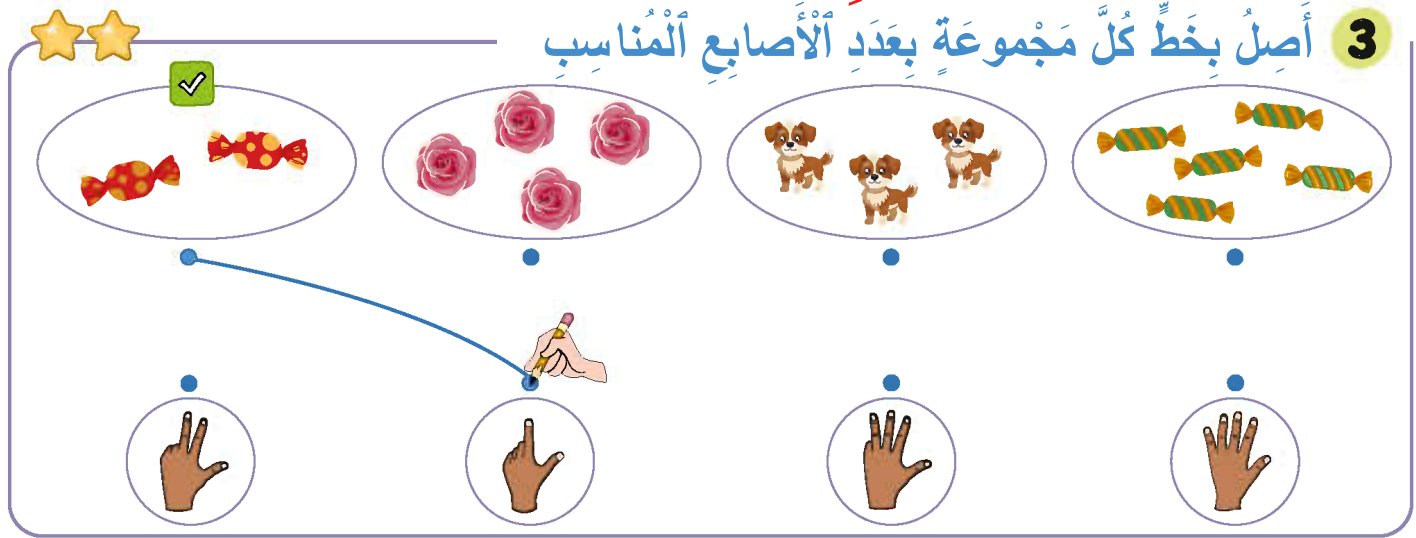 3 أَصِلُ بِخَطٍّ كُلَّ مَجْموعَةٍ بِعَدَدِ ٱلْأَصابِعِ ٱلْمُناسِبِ